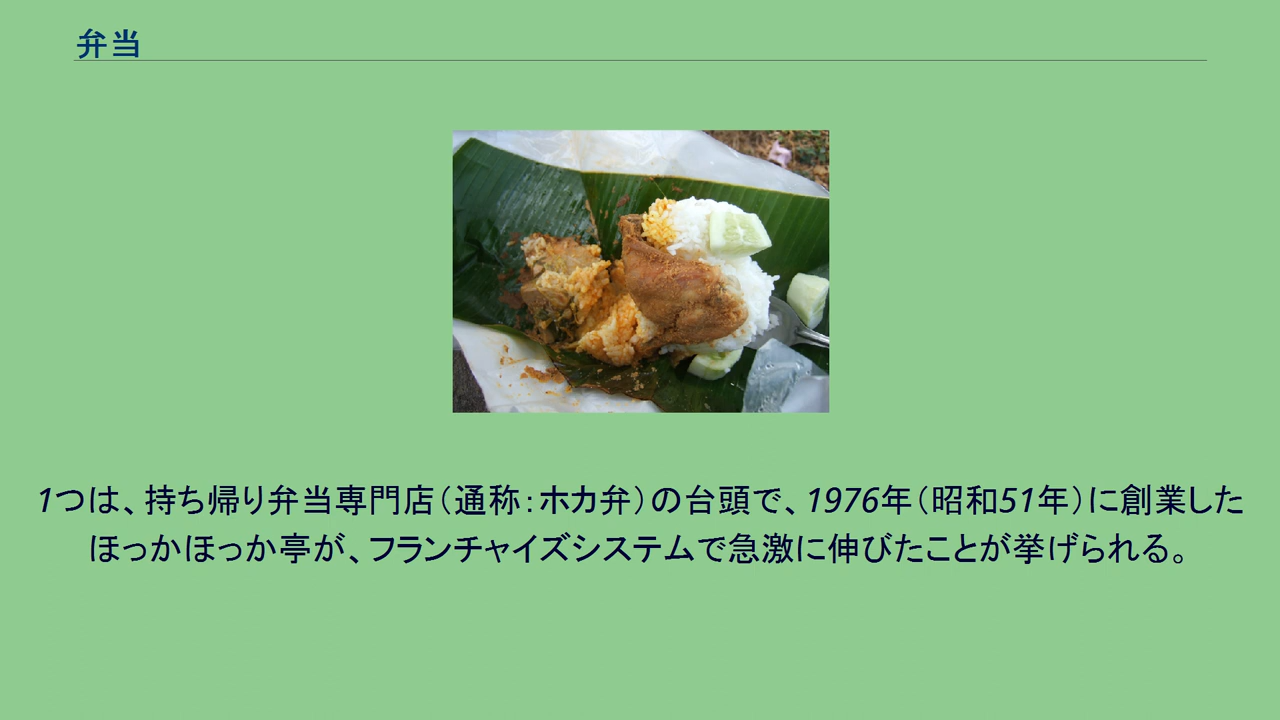 弁当
1つは、持ち帰り弁当専門店（通称：ホカ弁）の台頭で、1976年（昭和51年）に創業した
ほっかほっか亭が、フランチャイズシステムで急激に伸びたことが挙げられる。